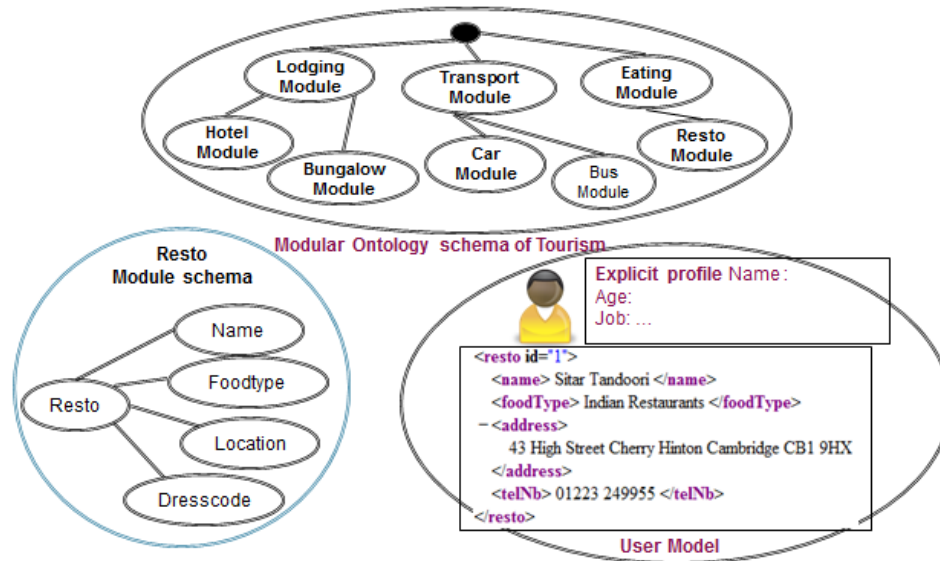 Lodging
Module
Transport
Module
Eating
Module
Hotel
Module
Bungalow
Module
Car
Module
Bus
Module
Resto
Module
Modular Ontology schema of Tourism
Resto
Module schema
Resto
Name
Foodtype
Location
Dresscode
Explicit profile Name :
Age:
Job: ...
<resto id="1">
<name> Sitar Tandoori </name>
<foodType> Indian Restaurants </foodType>
– <address>
43 High Street Cherry Hinton Cambridge CB1 9HX
</address>
<telNb> 01223 249955 </telNb>
</resto>
User Model